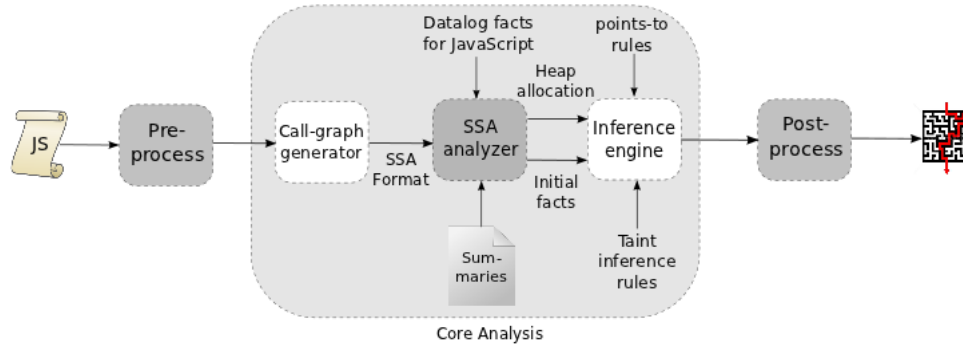 Datalog facts
for JavaScript
points-to
rules
Heap
allocation
JS
Pre-
process
Call-graph
generator
SSA
Format
SSA
analyzer
Initial
facts
Inference
engine
Post-
process
Sum-
maries
Taint
inference
rules
Core Analysis